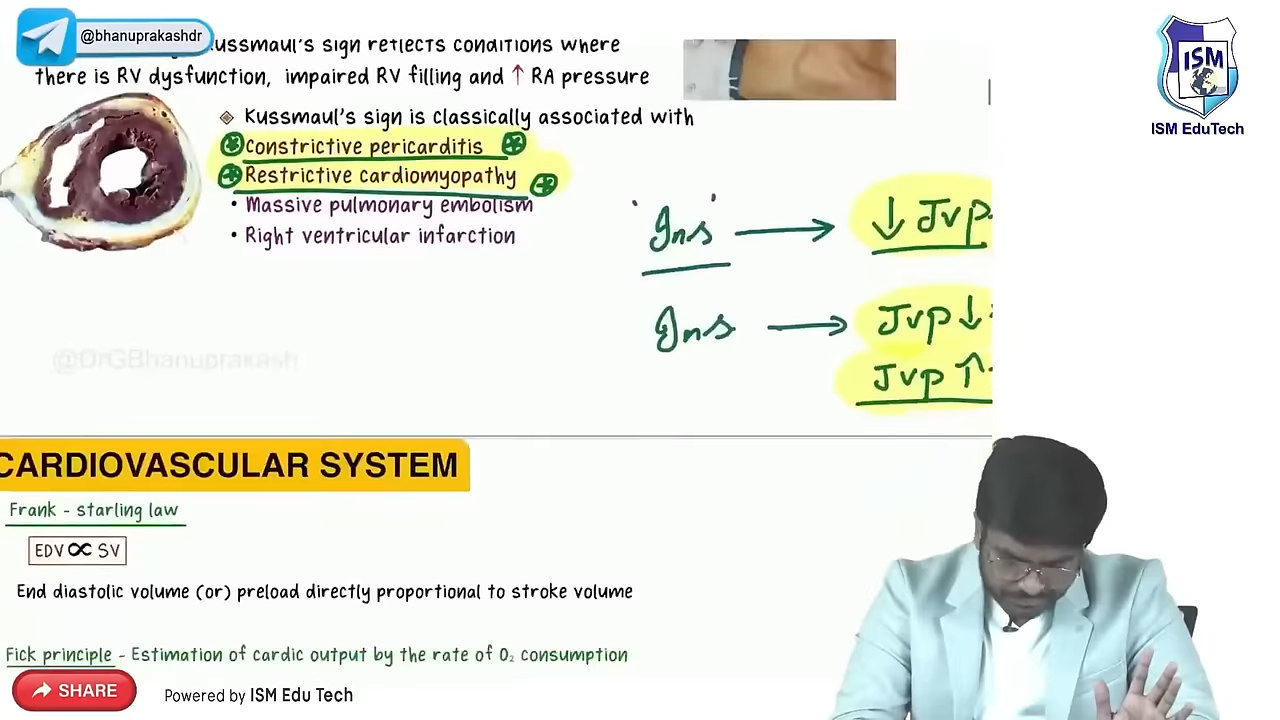 @bhanuprakashdr
ussmaul's sign reflects conditions where
there is RV dysfunction, impaired RV filling and ↑ RA pressure
Kussmaul's sign is classically associated with
Constrictive pericarditis
Restrictive cardiomyopathy
• Massive pulmonary embolism
• Right ventricular infarction
Ins → ↓ Jvp
Ins → Jvp ↓
Jvp ↑
@DrGBhanuprakash
CARDIOVASCULAR SYSTEM
Frank - starling law
EDV ∝ SV
End diastolic volume (or) preload directly proportional to stroke volume
Fick principle - Estimation of cardic output by the rate of O₂ consumption
SHARE
Powered by ISM Edu Tech
ISM
ISM EduTech